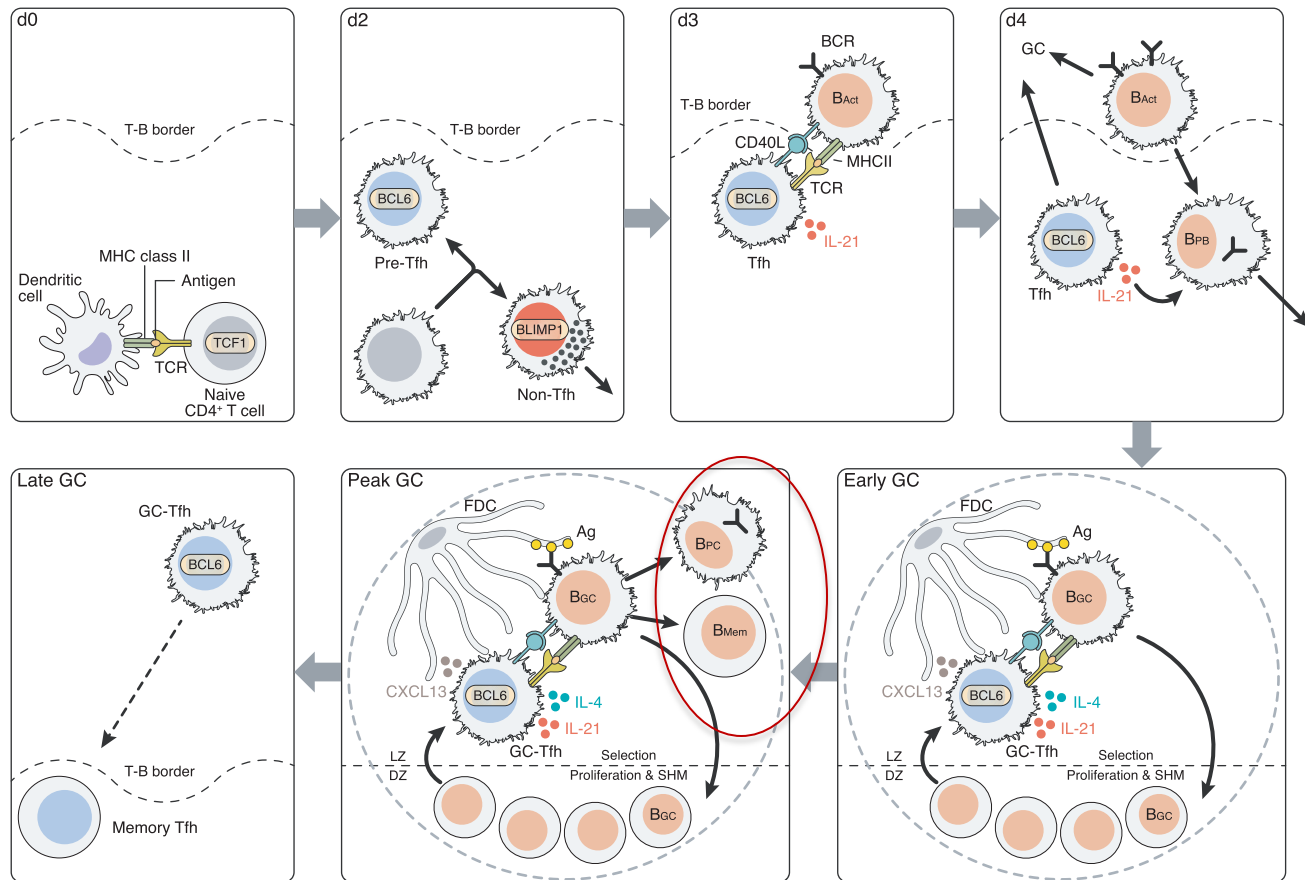 d0
T-B border
MHC class II
Antigen
Dendritic
cell
TCF1
TCR
Naive
CD4⁺ T cell
d2
T-B border
BCL6
Pre-Tfh
BLIMP1
Non-Tfh
d3
BCR
BAct
T-B border
CD40L
MHCII
BCL6
TCR
IL-21
Tfh
d4
GC
BAct
BCL6
BPB
Tfh
IL-21
Late GC
GC-Tfh
BCL6
T-B border
Memory Tfh
Peak GC
FDC
Ag
BPC
BGC
BMem
CXCL13
BCL6
IL-4
IL-21
GC-Tfh
LZ
Selection
DZ
Proliferation & SHM
BGC
Early GC
FDC
Ag
BGC
CXCL13
BCL6
IL-4
IL-21
GC-Tfh
LZ
Selection
DZ
Proliferation & SHM
BGC